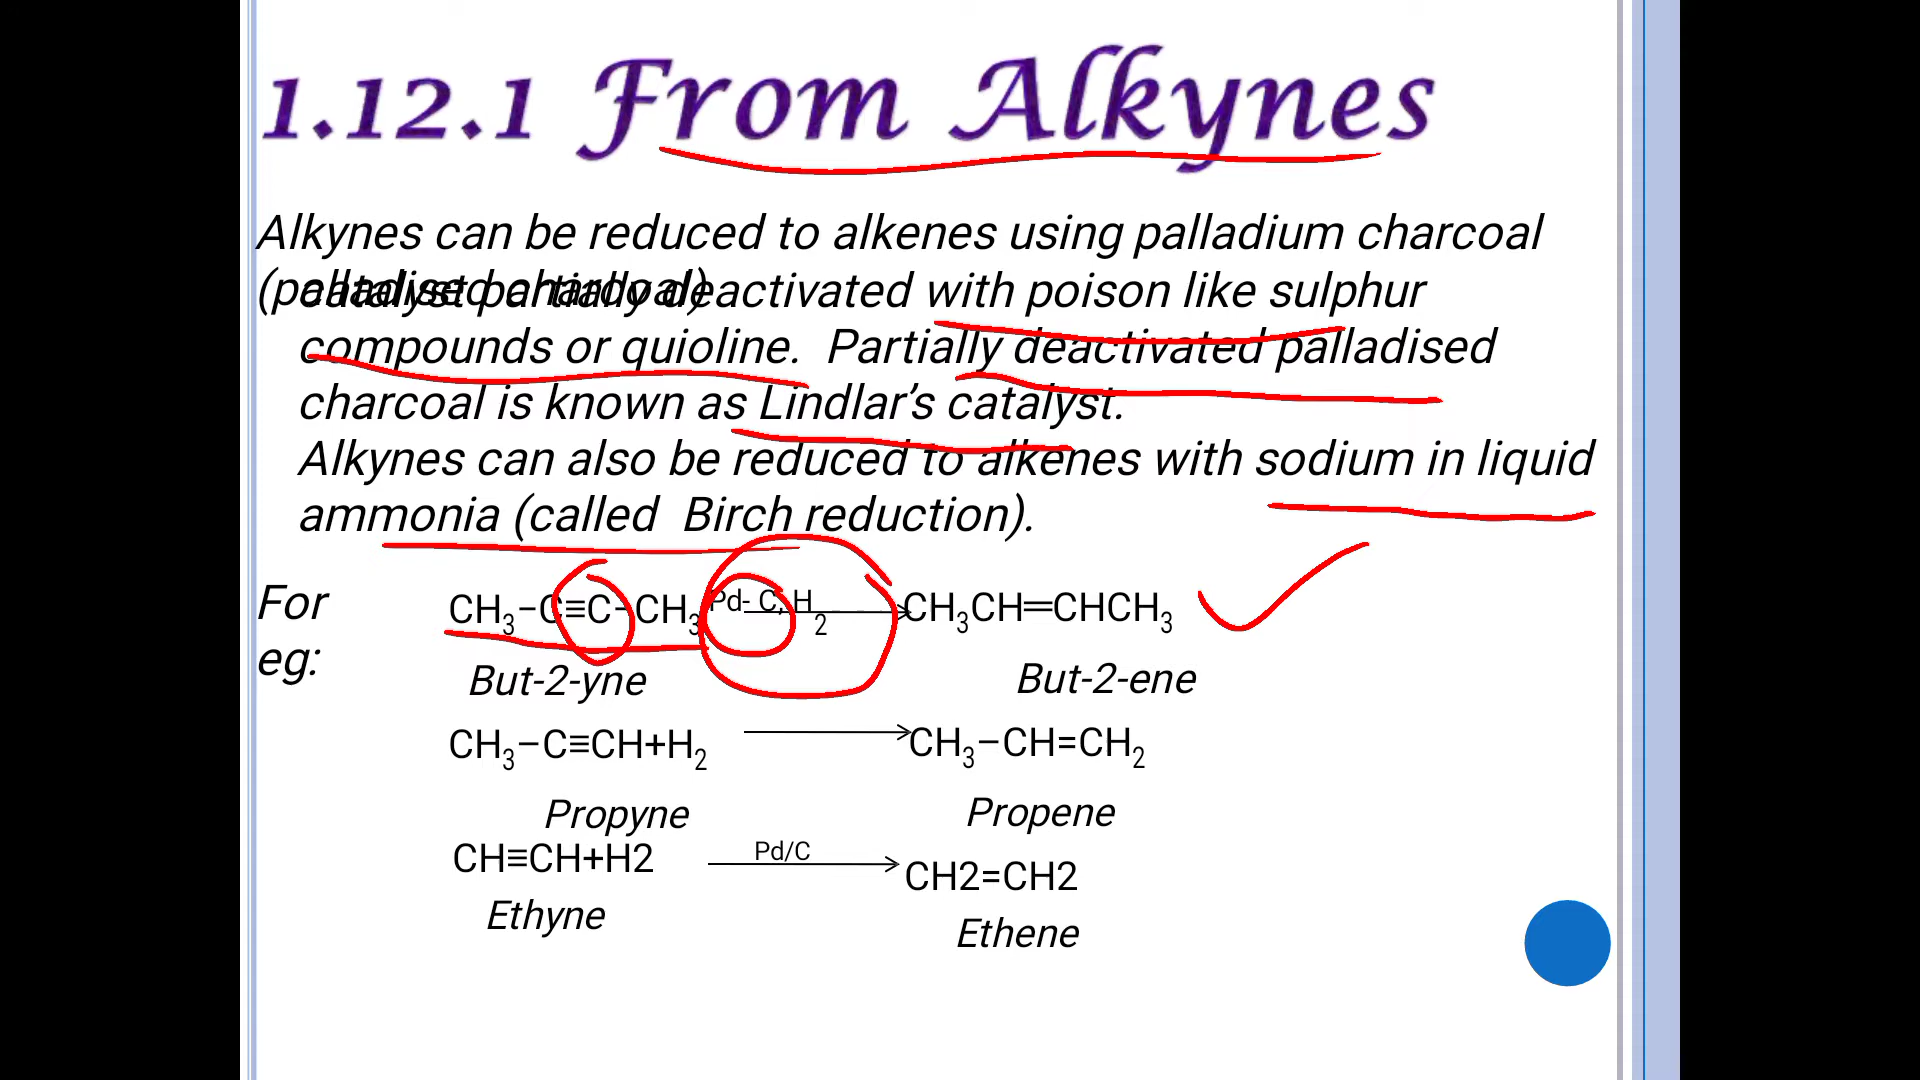 1.12.1 From Alkynes
Alkynes can be reduced to alkenes using palladium charcoal
(palladised charcoal)
catalyst partially deactivated with poison like sulphur
compounds or quioline. Partially deactivated palladised
charcoal is known as Lindlar’s catalyst.
Alkynes can also be reduced to alkenes with sodium in liquid
ammonia (called Birch reduction).
For
eg:
CH₃−C≡C−CH₃ Pd- C, H₂ CH₃CH=CHCH₃
But-2-yne But-2-ene
CH₃−C≡CH+H₂ CH₃−CH=CH₂
Propyne Propene
CH≡CH+H2 Pd/C CH2=CH2
Ethyne Ethene